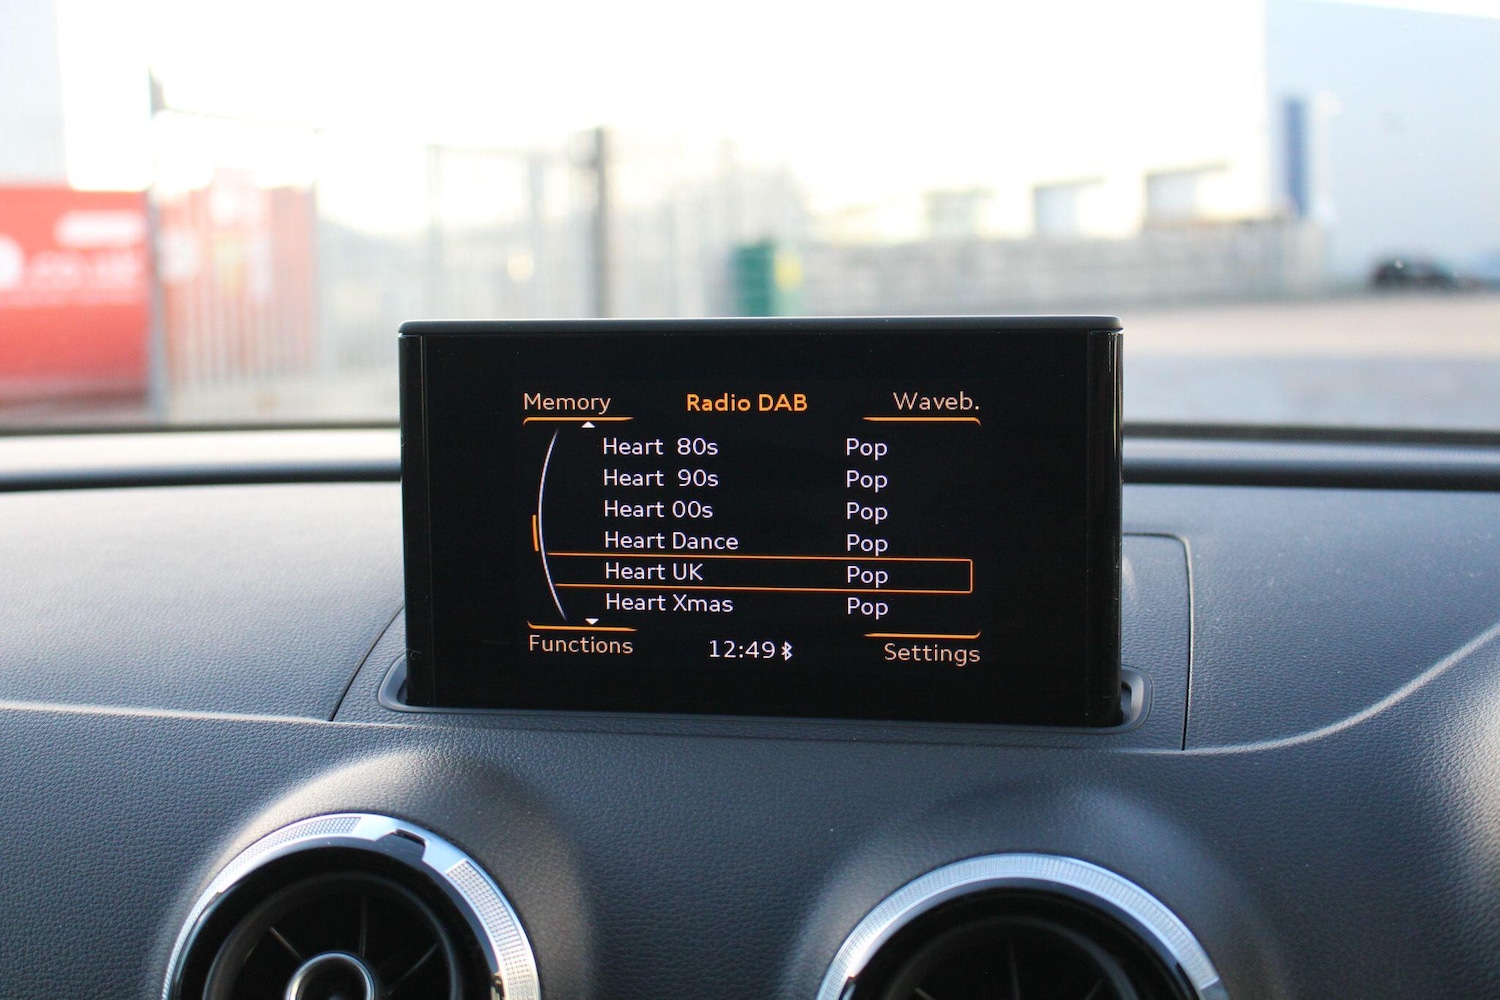 Memory Radio DAB Waveb.
Heart 80s Pop
Heart 90s Pop
Heart 00s Pop
Heart Dance Pop
Heart UK Pop
Heart Xmas Pop
Functions 12:49 Settings